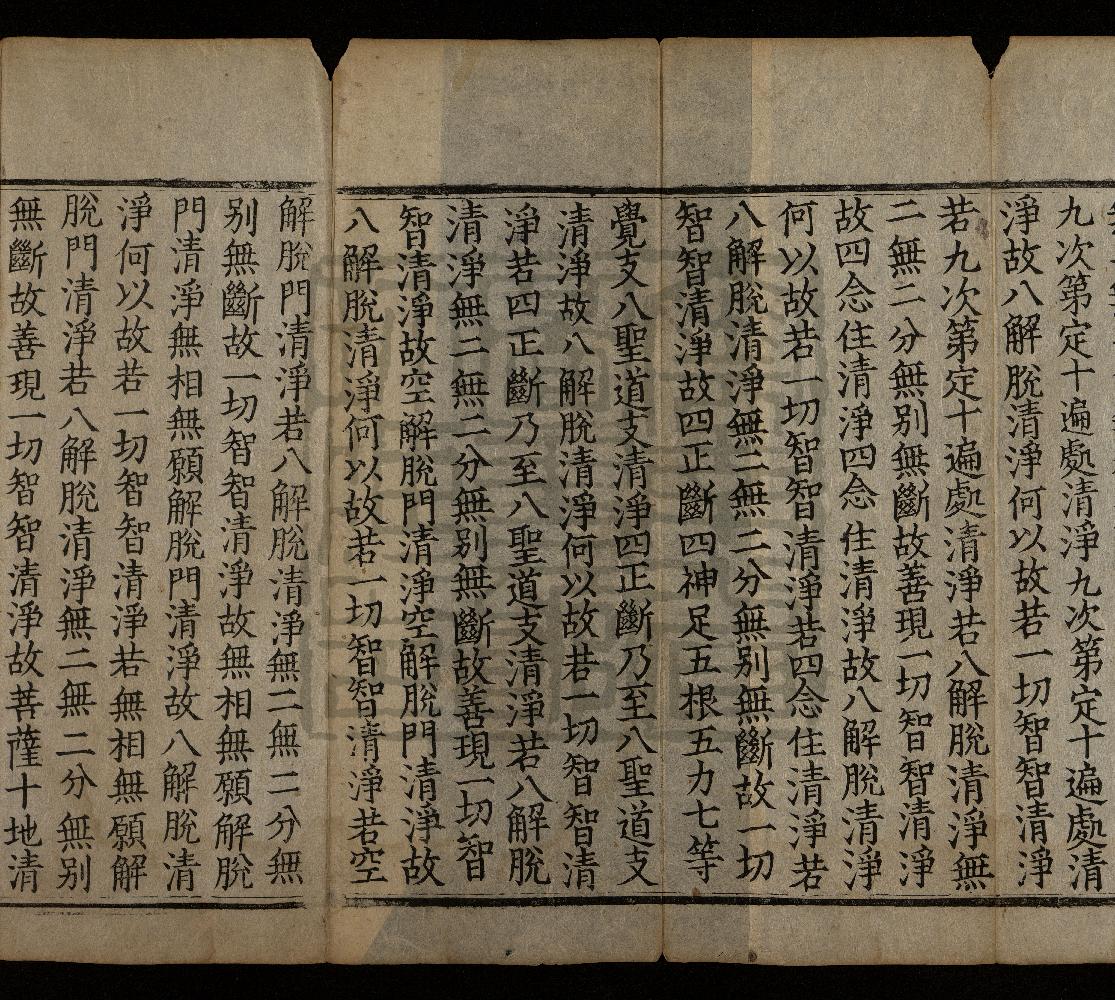 九次第定十遍處清淨九次第定十遍處清
淨故八解脫清淨何以故若一切智智清淨
若九次第定十遍處清淨若八解脫清淨無
二無二分無別無斷故善現一切智智清淨
故四念住清淨四念住清淨故八解脫清淨
何以故若一切智智清淨若四念住清淨若
八解脫清淨無二無二分無別無斷故一切
智智清淨故四正斷四神足五根五力七等
覺支八聖道支清淨四正斷乃至八聖道支
清淨故八解脫清淨何以故若一切智智清
淨若四正斷乃至八聖道支清淨若八解脫
清淨無二無二分無別無斷故善現一切智
智清淨故空解脫門清淨空解脫門清淨故
八解脫清淨何以故若一切智智清淨若空
解脫門清淨若八解脫清淨無二無二分無
別無斷故一切智智清淨故無相無願解脫
門清淨無相無願解脫門清淨故八解脫清
淨何以故若一切智智清淨若無相無願解
脫門清淨若八解脫清淨無二無二分無別
無斷故善現一切智智清淨故菩薩十地清